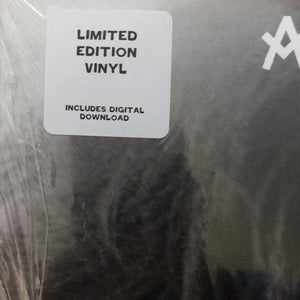 LIMITED
EDITION
VINYL
INCLUDES DIGITAL
DOWNLOAD
A